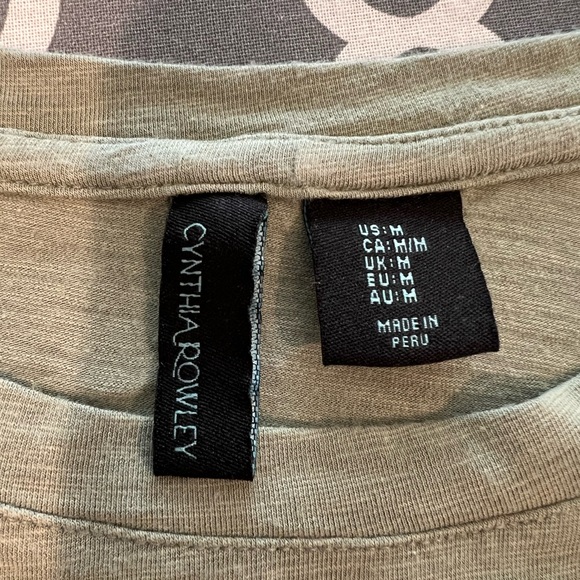 CYNTHIA ROWLEY
US:M
CA:M/M
UK:M
EU:M
AU:M
MADE IN
PERU